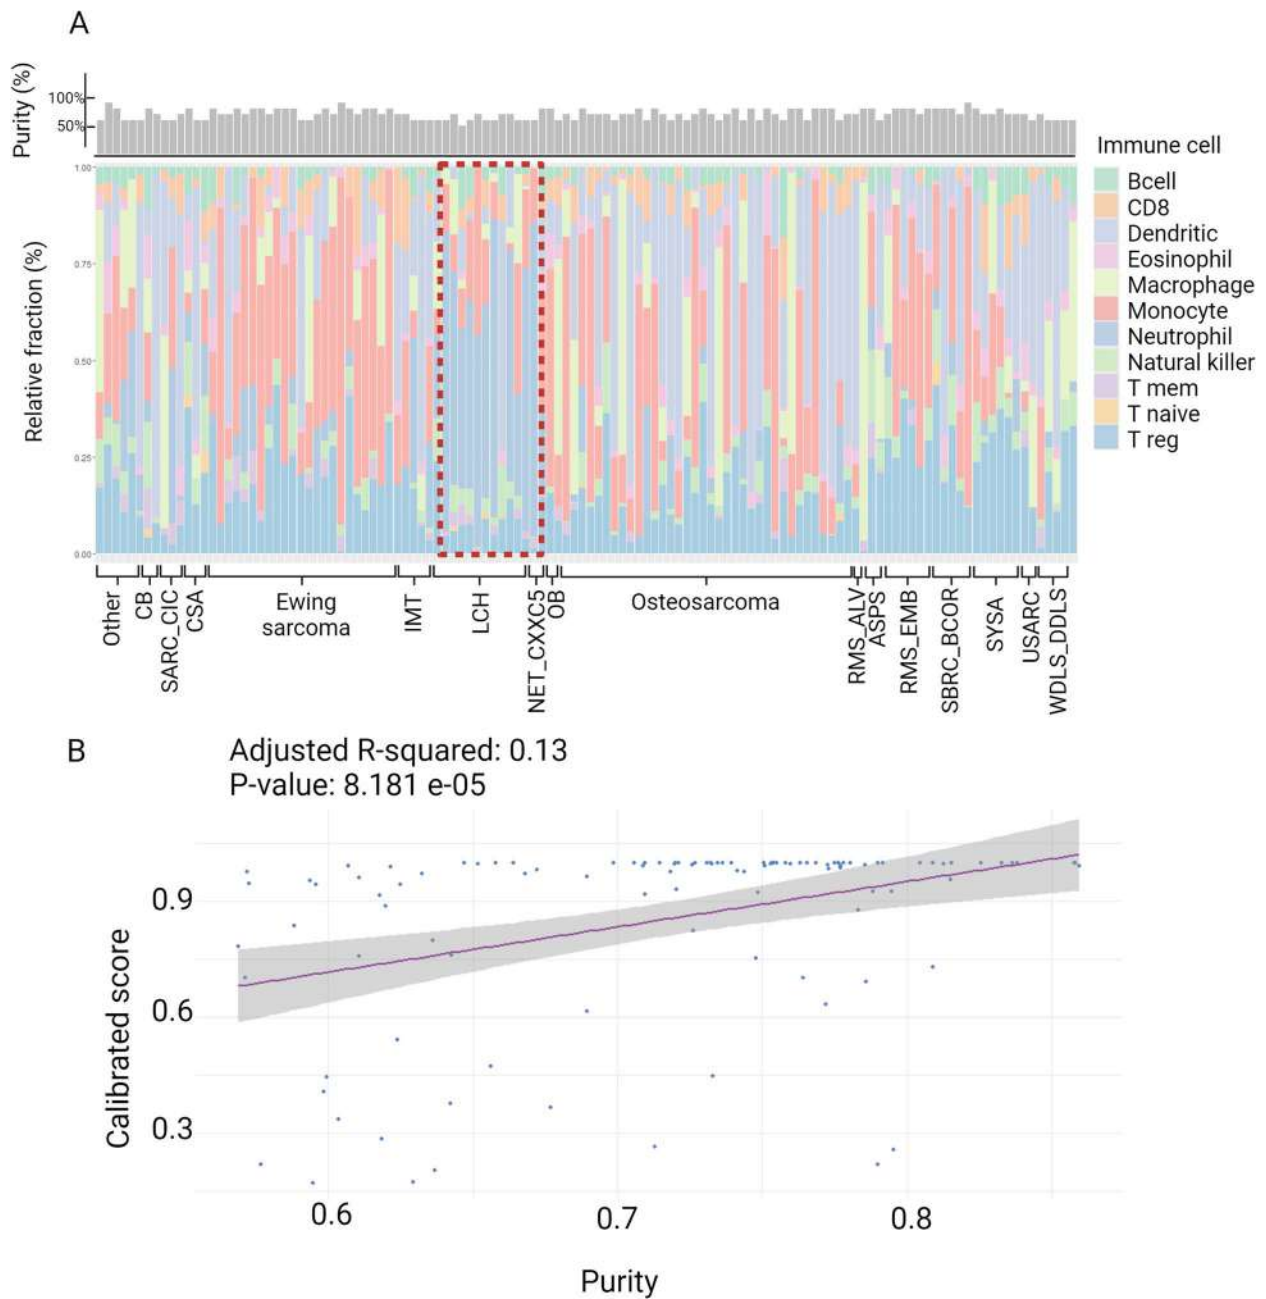 A
Purity (%)
100%
50%
Relative fraction (%)
1.00
0.75
0.50
0.25
0.00
Immune cell
Bcell
CD8
Dendritic
Eosinophil
Macrophage
Monocyte
Neutrophil
Natural killer
T mem
T naive
T reg
Other
CB
SARC_CIC
CSA
Ewing
sarcoma
IMT
LCH
NET_CXXC5
OB
Osteosarcoma
RMS_ALV
ASPS
RMS_EMB
SBRC_BCOR
SYSA
USARC
WDLS_DDLS
B
Adjusted R-squared: 0.13
P-value: 8.181 e-05
Calibrated score
0.9
0.6
0.3
0.6
0.7
0.8
Purity